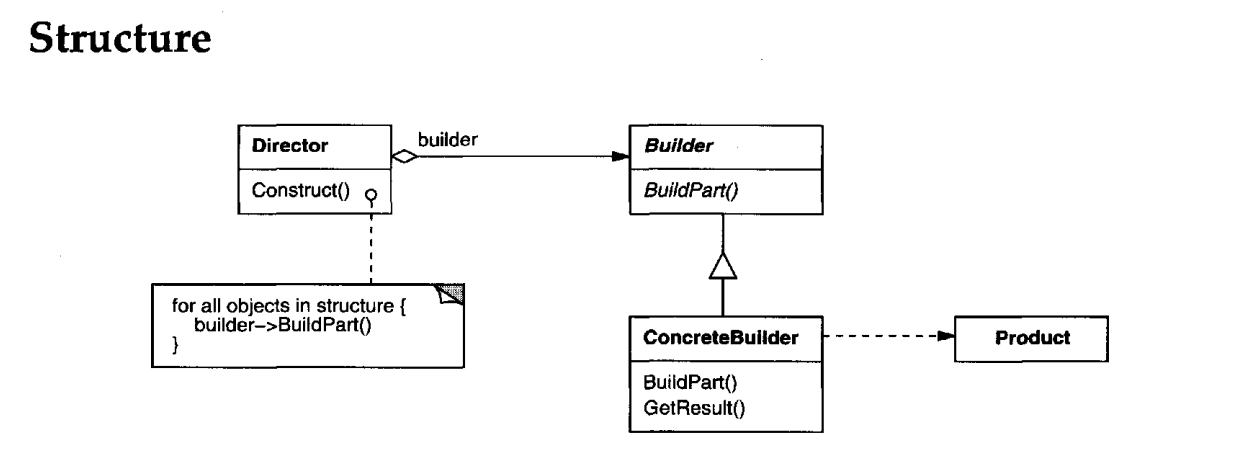 Structure
Director
builder
Builder
Construct()
BuildPart()
for all objects in structure {
builder->BuildPart()
}
ConcreteBuilder
Product
BuildPart()
GetResult()